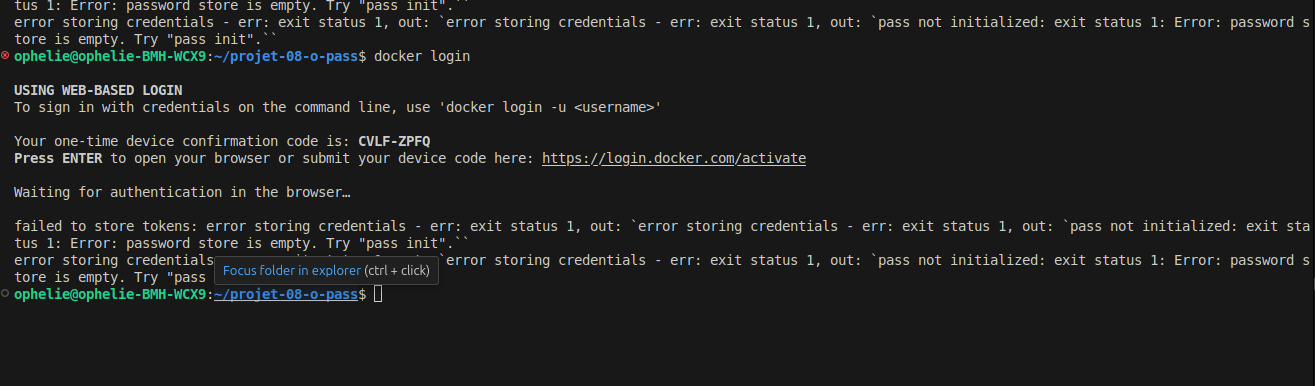 tus 1: Error: password store is empty. Try "pass init".``
error storing credentials - err: exit status 1, out: `error storing credentials - err: exit status 1, out: `pass not initialized: exit status 1: Error: password s
tore is empty. Try "pass init".``
ophelie@ophelie-BMH-WCX9:~/projet-08-o-pass$ docker login
USING WEB-BASED LOGIN
To sign in with credentials on the command line, use 'docker login -u <username>'
Your one-time device confirmation code is: CVLF-ZPFQ
Press ENTER to open your browser or submit your device code here: https://login.docker.com/activate
Waiting for authentication in the browser…
failed to store tokens: error storing credentials - err: exit status 1, out: `error storing credentials - err: exit status 1, out: `pass not initialized: exit sta
tus 1: Error: password store is empty. Try "pass init".``
error storing credentials `error storing credentials - err: exit status 1, out: `pass not initialized: exit status 1: Error: password s
Focus folder in explorer (ctrl + click)
tore is empty. Try "pass
ophelie@ophelie-BMH-WCX9:~/projet-08-o-pass$